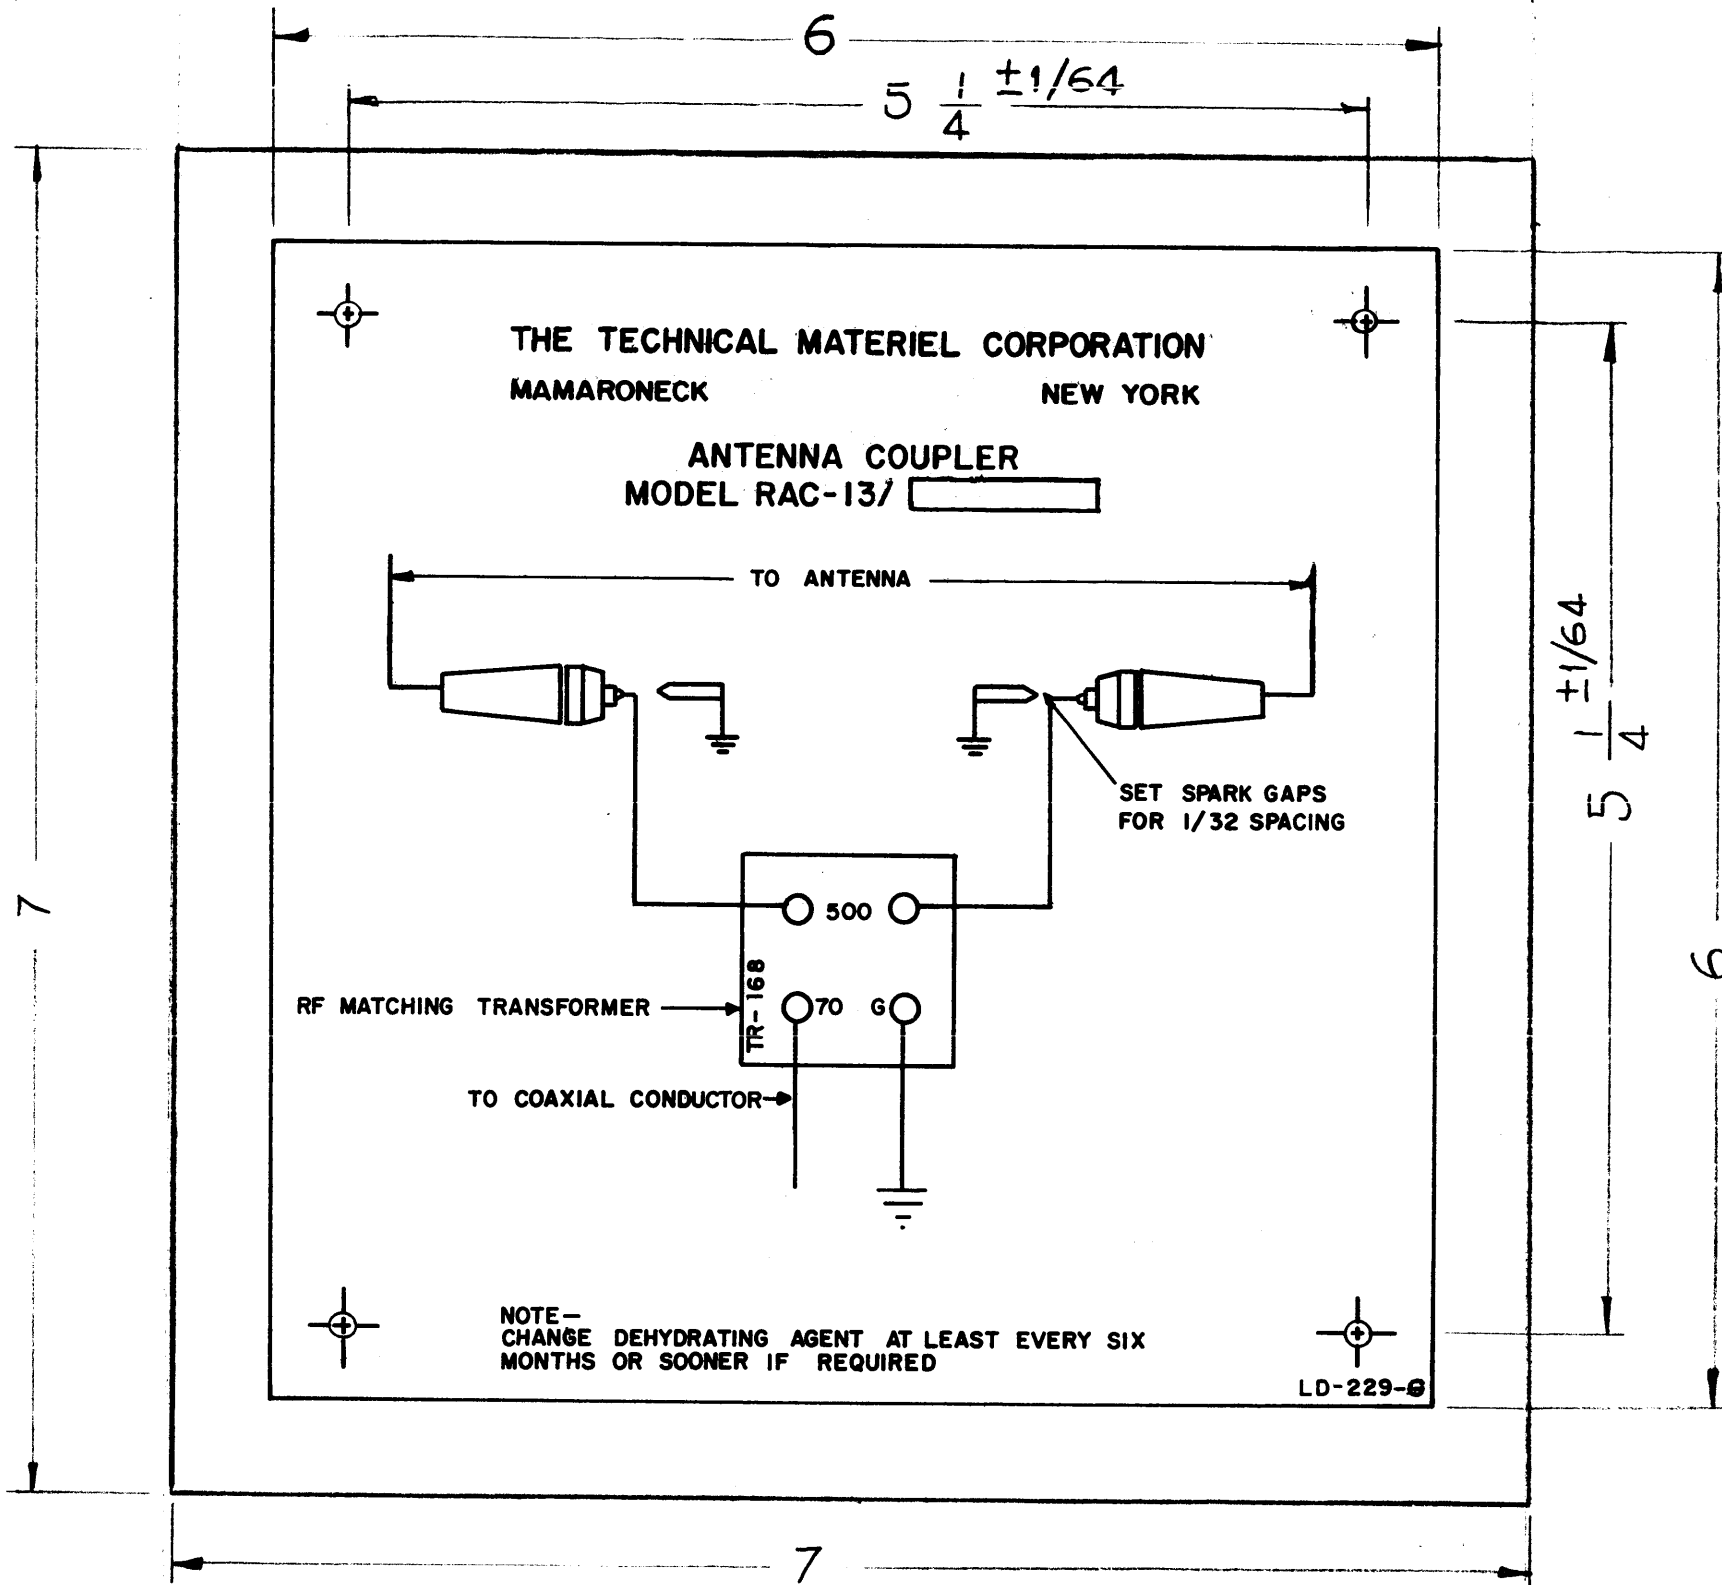 6
5 1/4 ±1/64
THE TECHNICAL MATERIEL CORPORATION
MAMARONECK NEW YORK
ANTENNA COUPLER
MODEL RAC-13/
TO ANTENNA
SET SPARK GAPS
FOR 1/32 SPACING
5 1/4 ±1/64
7
6
500
TR-168
RF MATCHING TRANSFORMER
70 G
TO COAXIAL CONDUCTOR
NOTE—
CHANGE DEHYDRATING AGENT AT LEAST EVERY SIX
MONTHS OR SOONER IF REQUIRED
LD-229-
7